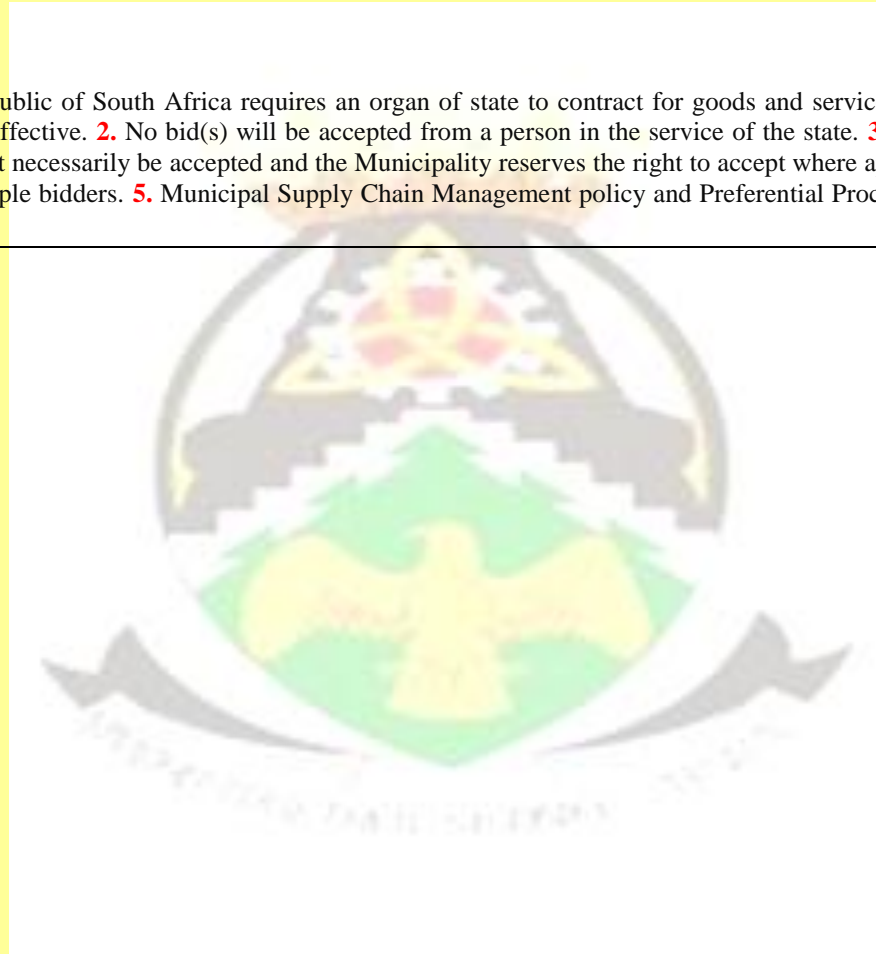 ublic of South Africa requires an organ of state to contract for goods and servic
ffective. 2. No bid(s) will be accepted from a person in the service of the state. 3
t necessarily be accepted and the Municipality reserves the right to accept where a
ple bidders. 5. Municipal Supply Chain Management policy and Preferential Proc